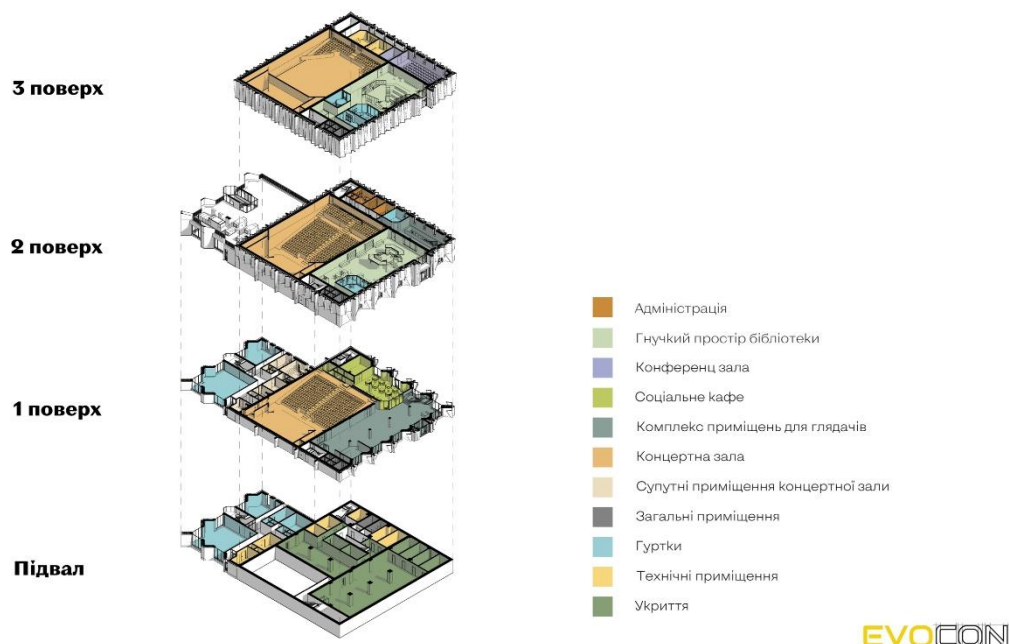 3 поверх
2 поверх
1 поверх
Підвал
Адміністрація
Гнучкий простір бібліотеки
Конференц зала
Соціальне кафе
Комплекс приміщень для глядачів
Концертна зала
Супутні приміщення концертної зали
Загальні приміщення
Гуртки
Технічні приміщення
Укриття
EVOCON